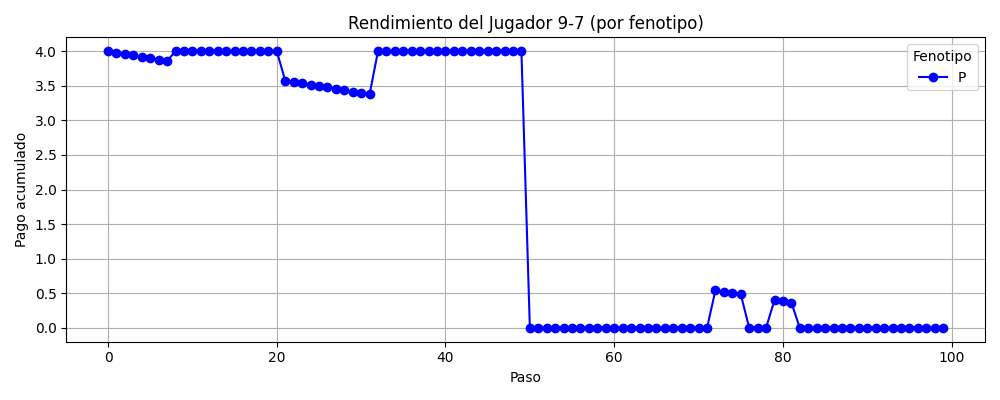 Rendimiento del Jugador 9-7 (por fenotipo)
Fenotipo
P
Pago acumulado
4.0
3.5
3.0
2.5
2.0
1.5
1.0
0.5
0.0
0 20 40 60 80 100
Paso